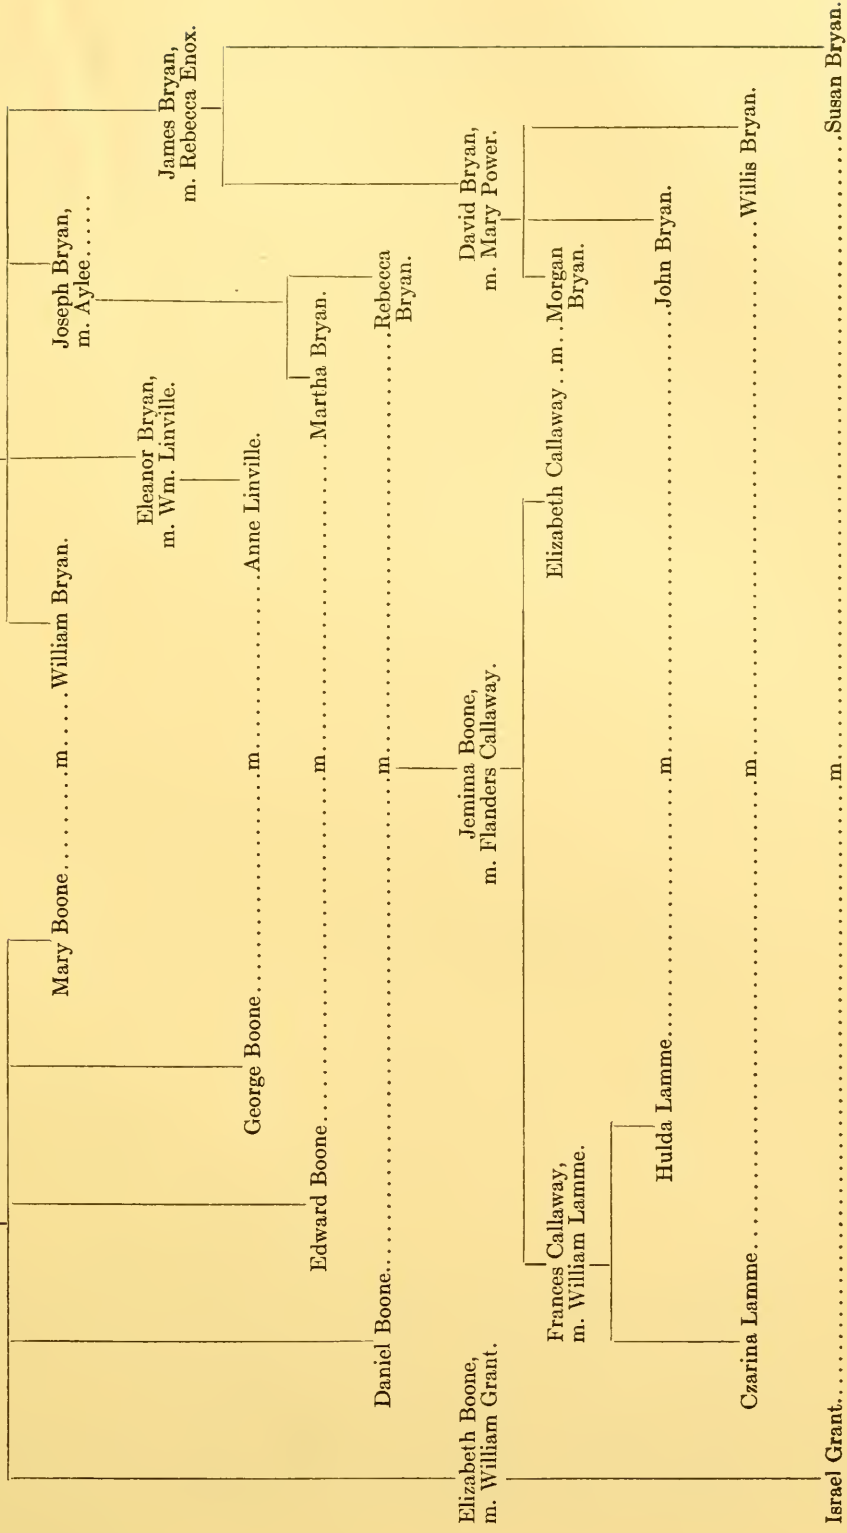 Mary Boone.........m......William Bryan.
Joseph Bryan,
m. Aylee......
Eleanor Bryan,
m. Wm. Linville.
James Bryan,
m. Rebecca Enox.
George Boone..........m..........Anne Linville.
Edward Boone..........m..........Martha Bryan.
Daniel Boone..........m..........Rebecca
Bryan.
Elizabeth Boone,
m. William Grant.
Jemima Boone,
m. Flanders Callaway.
David Bryan,
m. Mary Power.
Frances Callaway,
m. William Lamme.
Elizabeth Callaway..m...Morgan
Bryan.
Hulda Lamme..........m..........John Bryan.
Czarina Lamme..........m..........Willis Bryan.
Israel Grant..........m..........Susan Bryan.